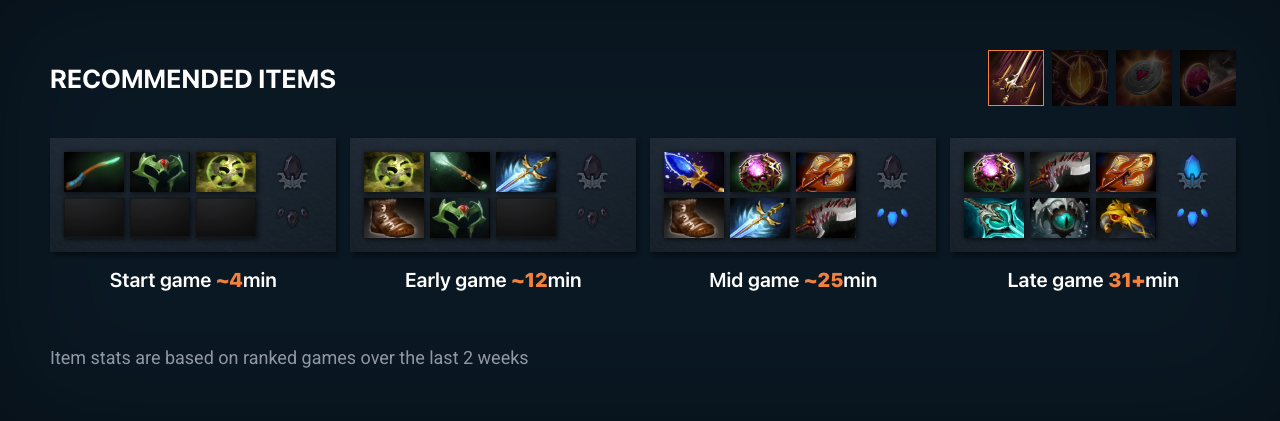 RECOMMENDED ITEMS
Start game ~4min
Early game ~12min
Mid game ~25min
Late game 31+min
Item stats are based on ranked games over the last 2 weeks